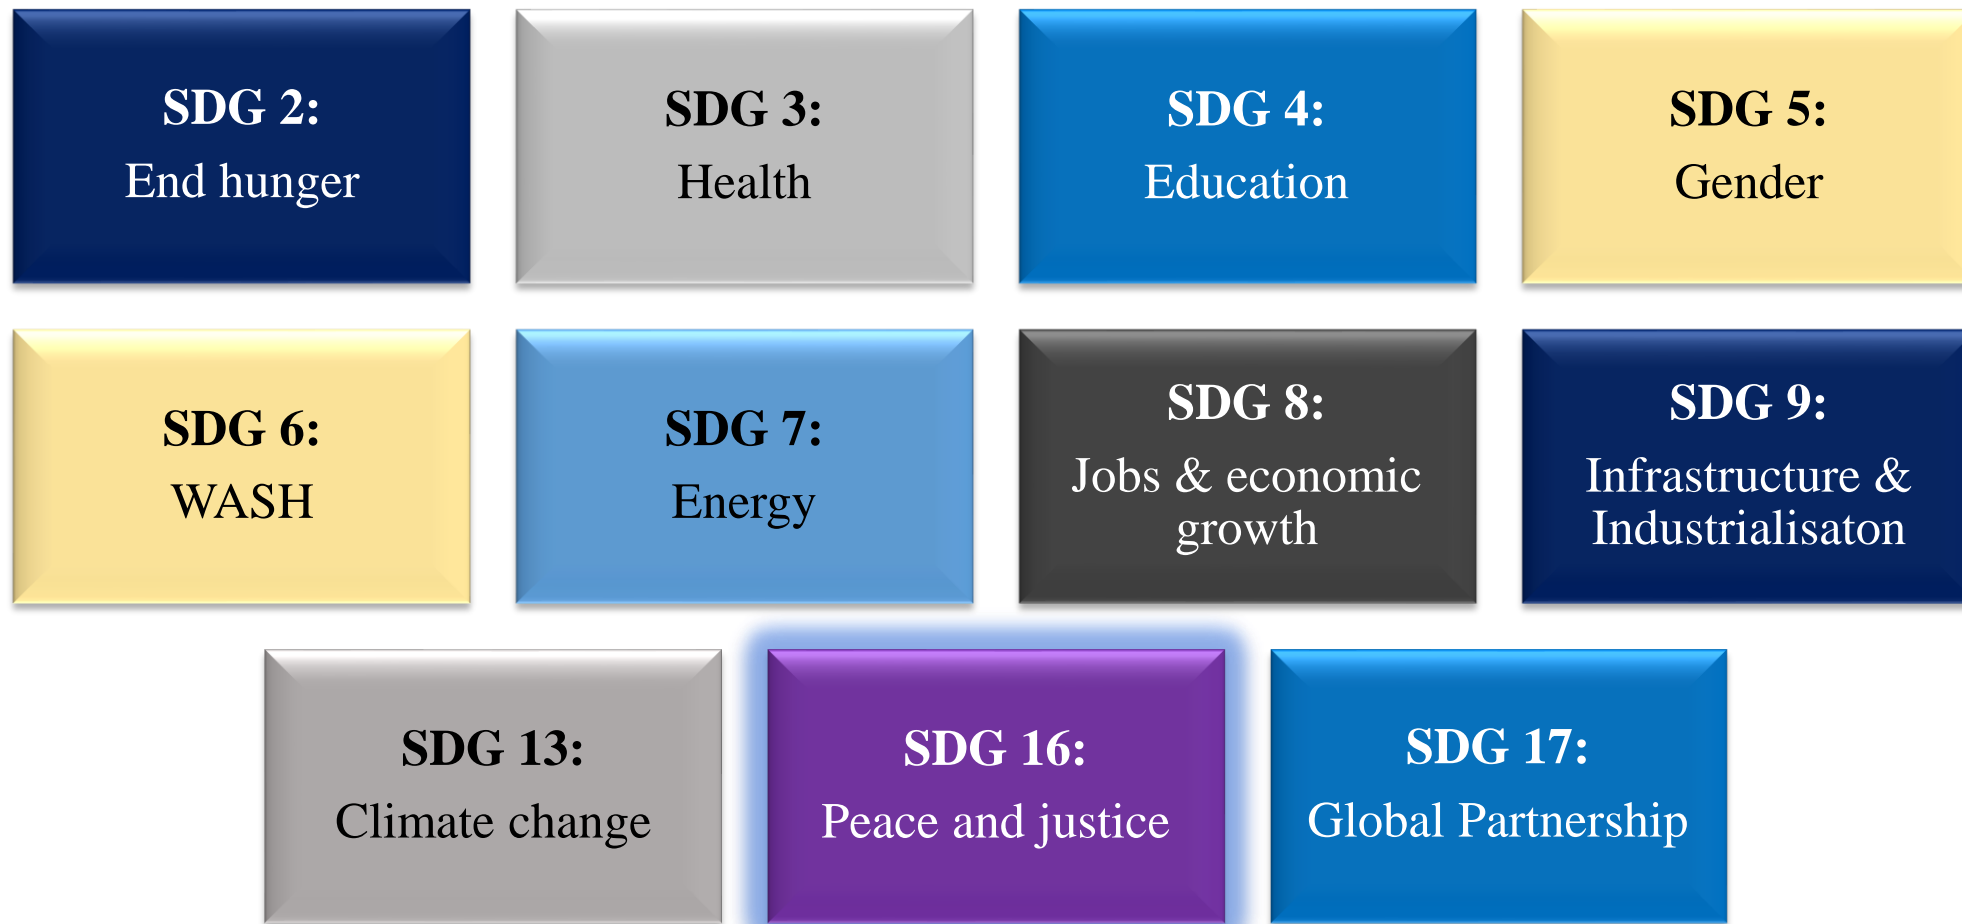 SDG 2:
End hunger
SDG 3:
Health
SDG 4:
Education
SDG 5:
Gender
SDG 6:
WASH
SDG 7:
Energy
SDG 8:
Jobs & economic
growth
SDG 9:
Infrastructure &
Industrialisaton
SDG 13:
Climate change
SDG 16:
Peace and justice
SDG 17:
Global Partnership